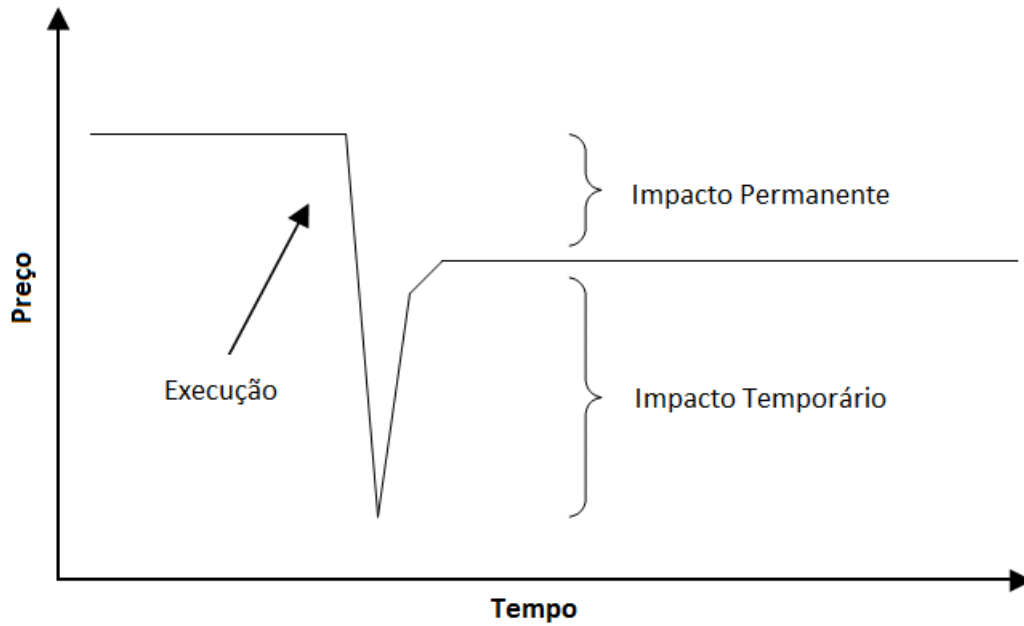 Impacto Permanente
Preço
Execução
Impacto Temporário
Tempo